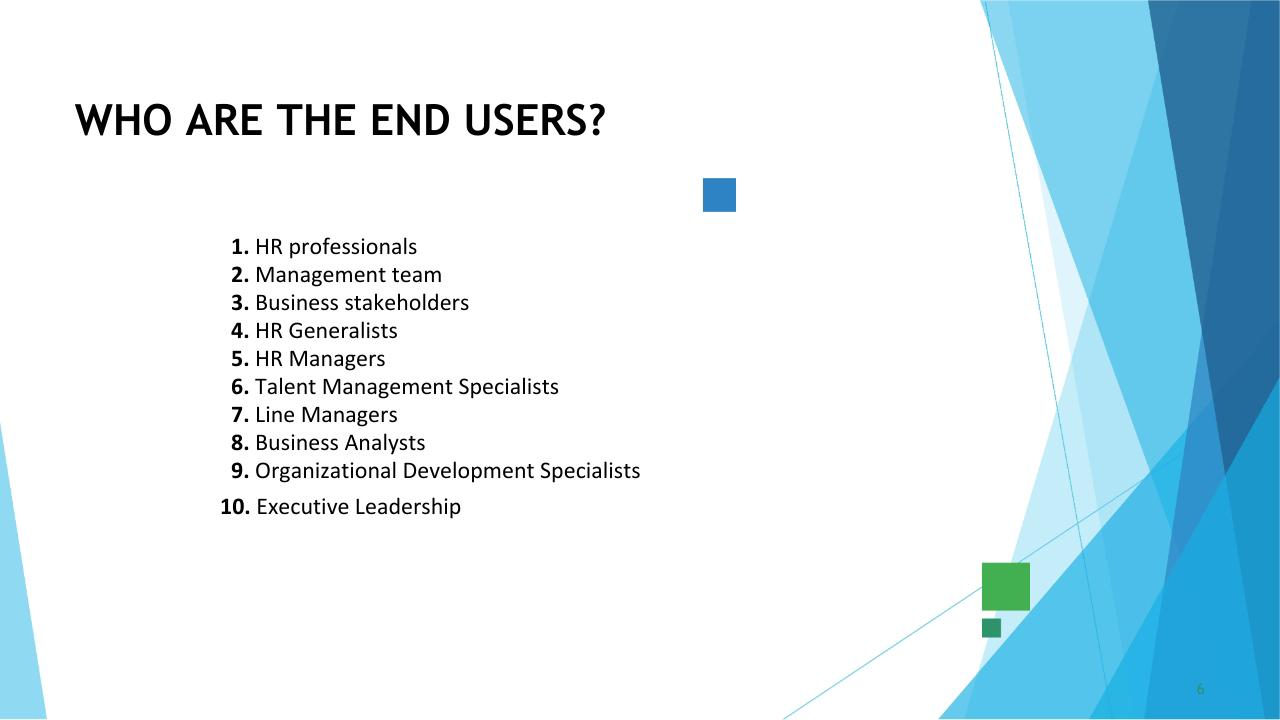 WHO ARE THE END USERS?
1. HR professionals
2. Management team
3. Business stakeholders
4. HR Generalists
5. HR Managers
6. Talent Management Specialists
7. Line Managers
8. Business Analysts
9. Organizational Development Specialists
10. Executive Leadership
6